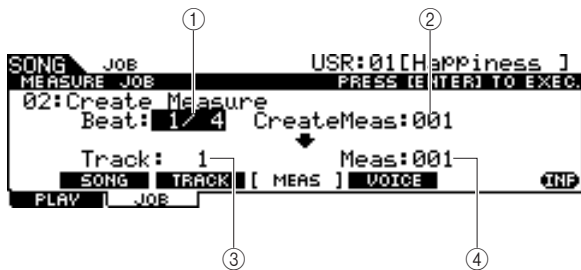 ① ②
SONG JOB USR:01[Happiness ]
MEASURE JOB PRESS [ENTER] TO EXEC.
02:Create Measure
Beat: 1/ 4 CreateMeas:001
Track: 1 Meas:001
SONG TRACK [ MEAS ] VOICE INF
PLAY JOB
③ ④